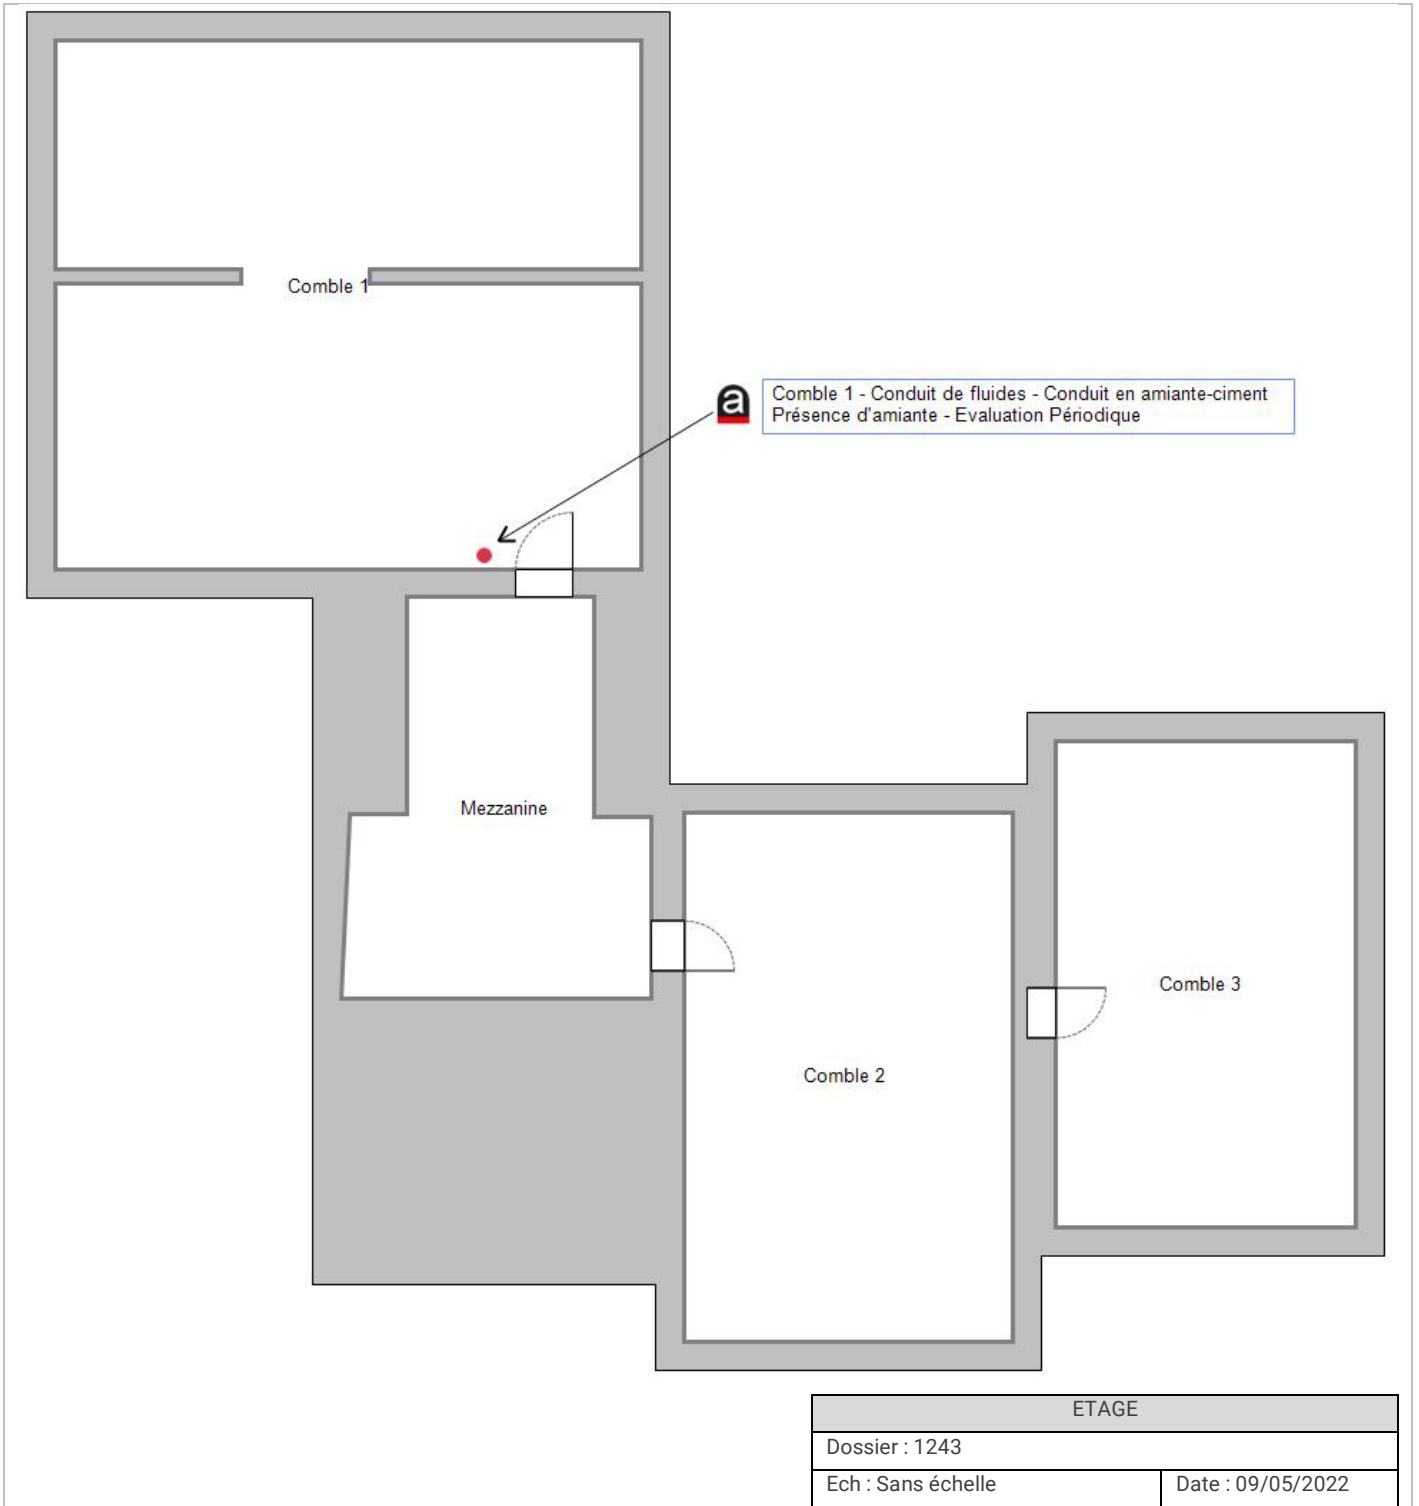 Comble 1
a
Comble 1 - Conduit de fluides - Conduit en amiante-ciment
Présence d'amiante - Evaluation Périodique
Mezzanine
Comble 3
Comble 2
ETAGE
Dossier : 1243
Ech : Sans échelle
Date : 09/05/2022